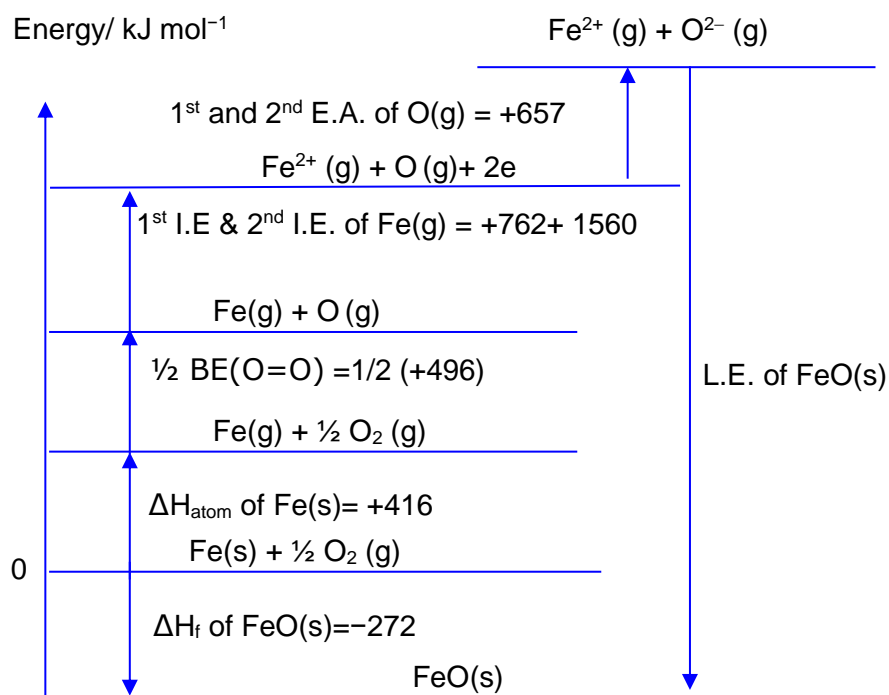 Energy/ kJ mol⁻¹
Fe²⁺ (g) + O²⁻ (g)
1ˢᵗ and 2ⁿᵈ E.A. of O(g) = +657
Fe²⁺ (g) + O (g)+ 2e
1ˢᵗ I.E & 2ⁿᵈ I.E. of Fe(g) = +762+ 1560
Fe(g) + O (g)
½ BE(O=O) =1/2 (+496)
L.E. of FeO(s)
Fe(g) + ½ O₂ (g)
ΔHₐₜₒₘ of Fe(s)= +416
Fe(s) + ½ O₂ (g)
0
ΔHf of FeO(s)=−272
FeO(s)